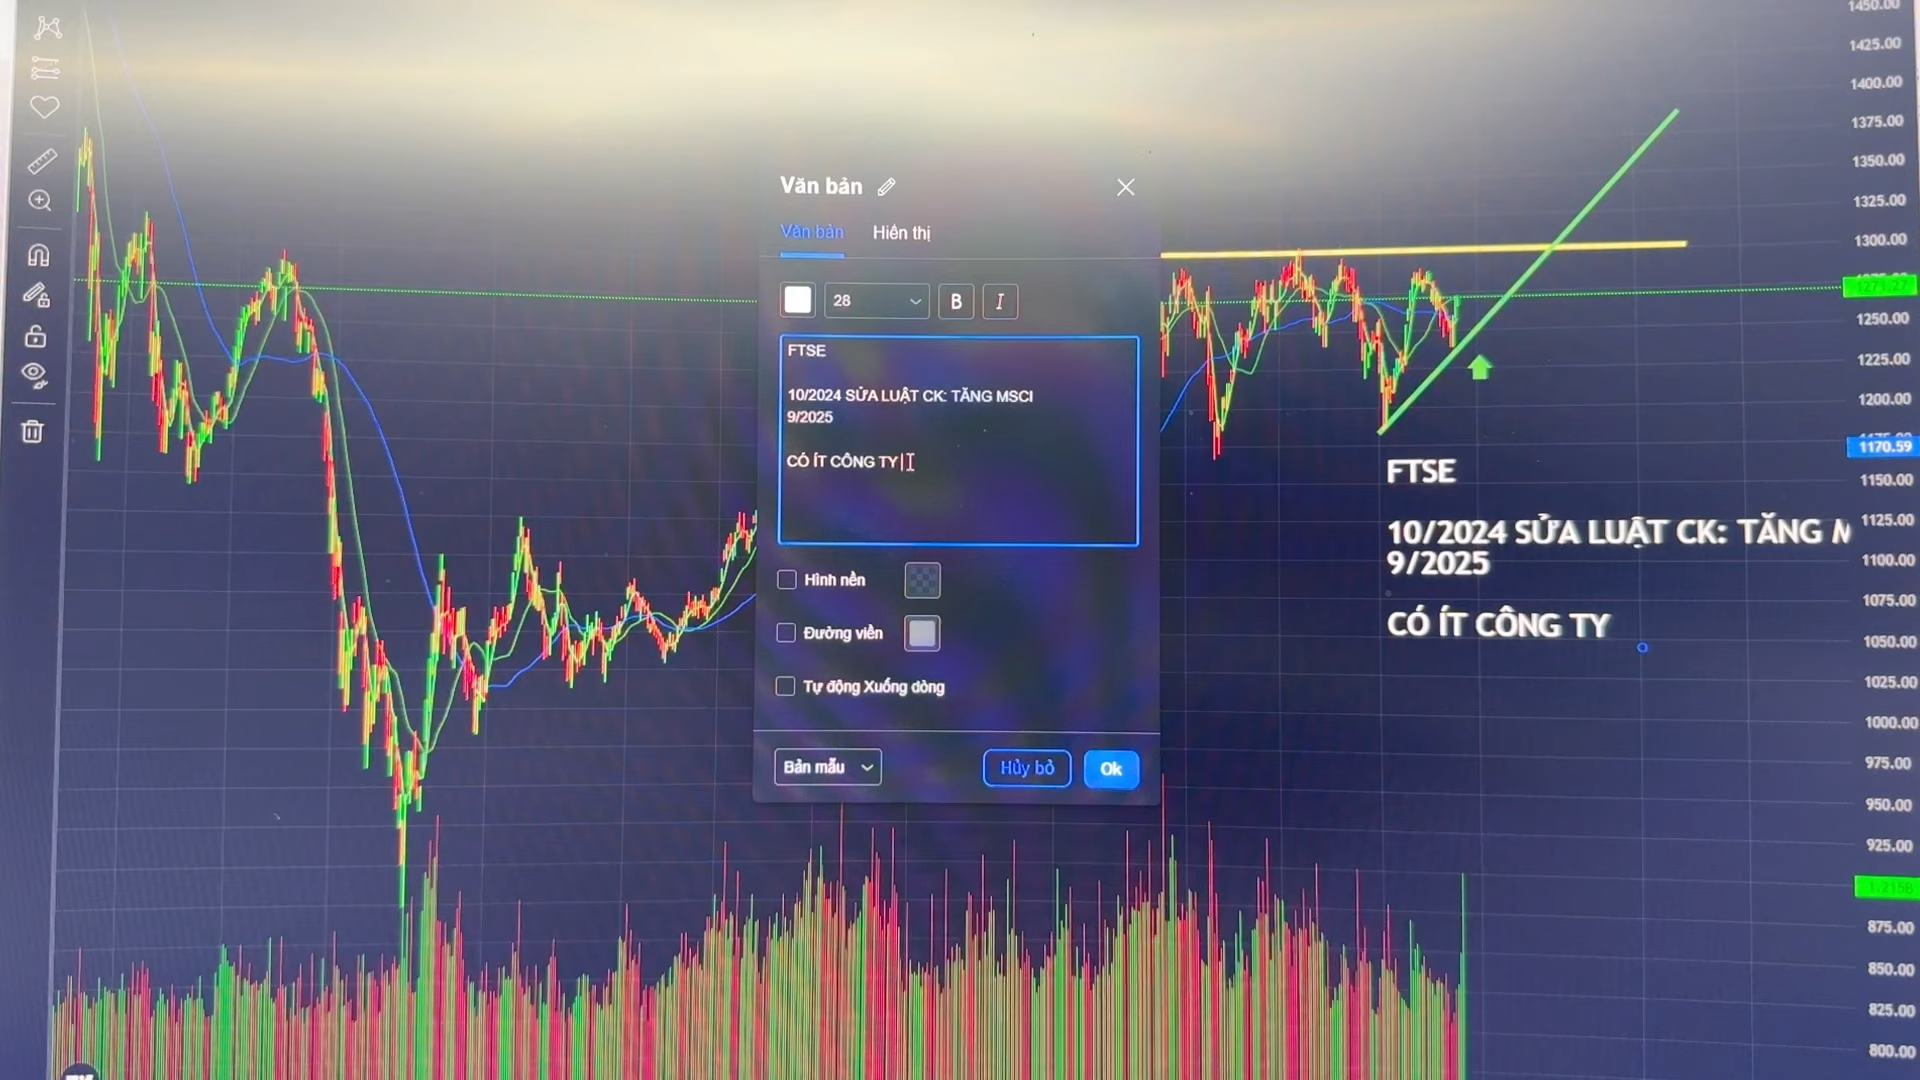 Văn bản
Văn bản
Hiên thị
28
B
I
FTSE
10/2024 SỬA LUẬT CK: TĂNG MSCI
9/2025
CÓ ÍT CÔNG TY
Hình nền
Đường viền
Tự động Xuống dòng
Bản mẫu
Hủy bỏ
Ok
FTSE
10/2024 SỬA LUẬT CK: TĂNG M
9/2025
CÓ ÍT CÔNG TY
1450.00
1425.00
1400.00
1375.00
1350.00
1325.00
1300.00
1271.27
1250.00
1225.00
1200.00
1170.59
1150.00
1125.00
1100.00
1075.00
1050.00
1025.00
1000.00
975.00
950.00
925.00
1.215B
875.00
850.00
825.00
800.00